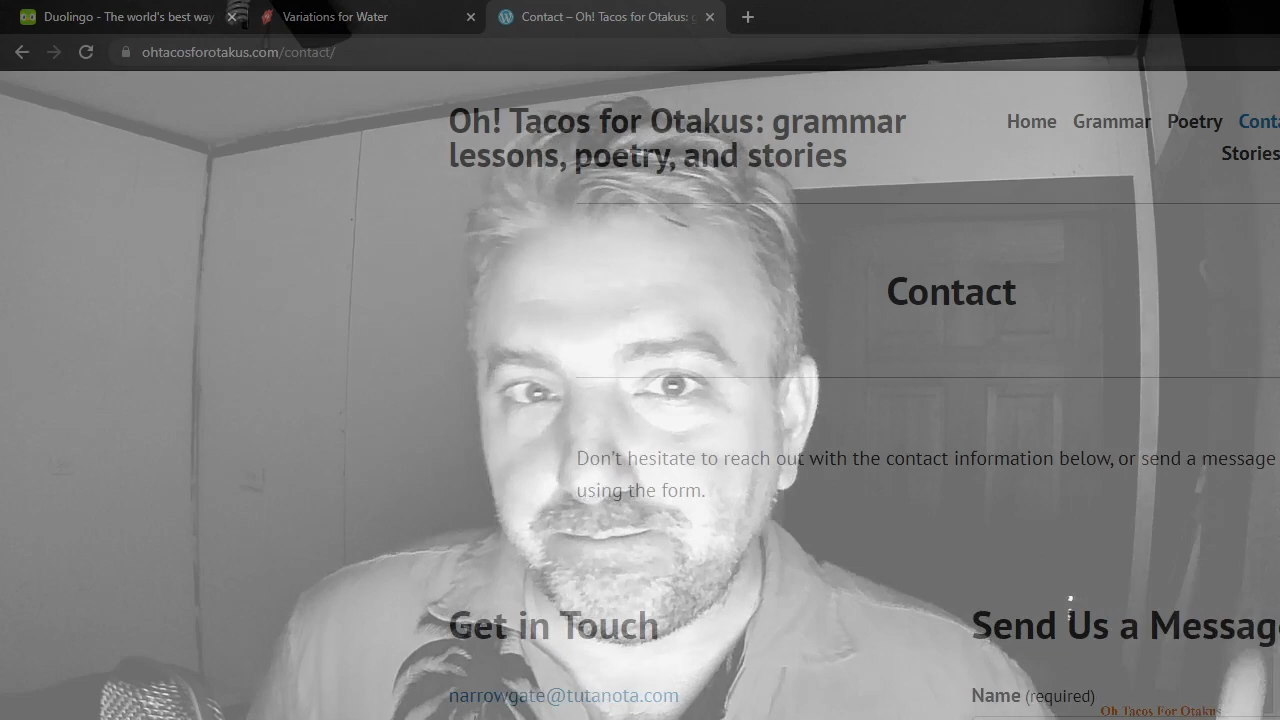 Duolingo - The world's best way
Variations for Water
Contact – Oh! Tacos for Otakus: g
ohtacosforotakus.com/contact/
Oh! Tacos for Otakus: grammar
lessons, poetry, and stories
Home Grammar Poetry Conta
Stories
Contact
Don't hesitate to reach out with the contact information below, or send a message
using the form.
Get in Touch
Send Us a Message
narrowgate@tutanota.com
Name (required)
Oh Tacos For Otakus